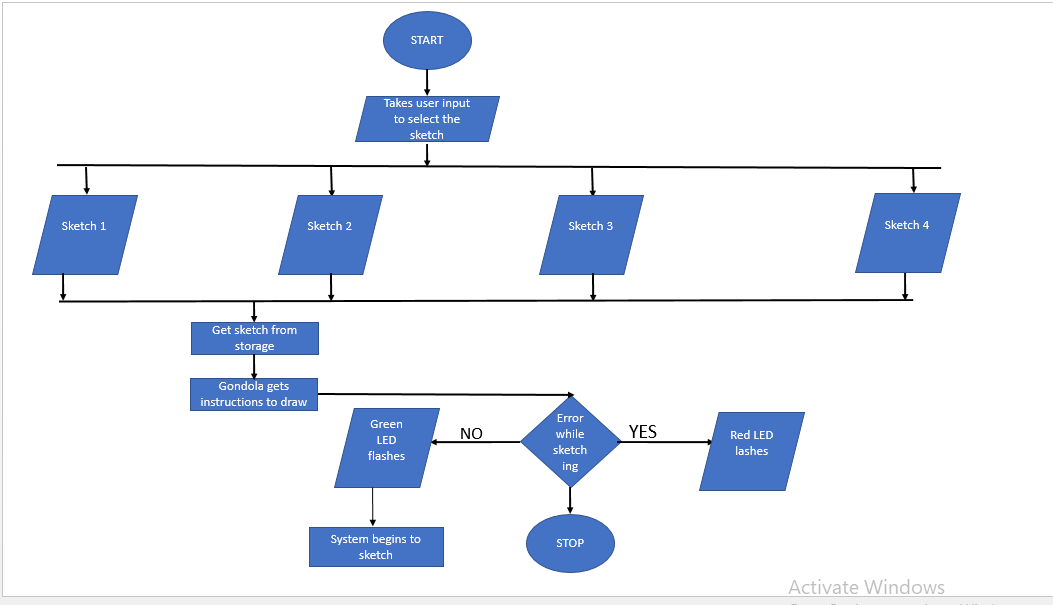 START
Takes user input
to select the
sketch
Sketch 1
Sketch 2
Sketch 3
Sketch 4
Get sketch from
storage
Gondola gets
instructions to draw
Green
LED
flashes
NO
Error
while
sketch
ing
YES
Red LED
lashes
System begins to
sketch
STOP
Activate Windows